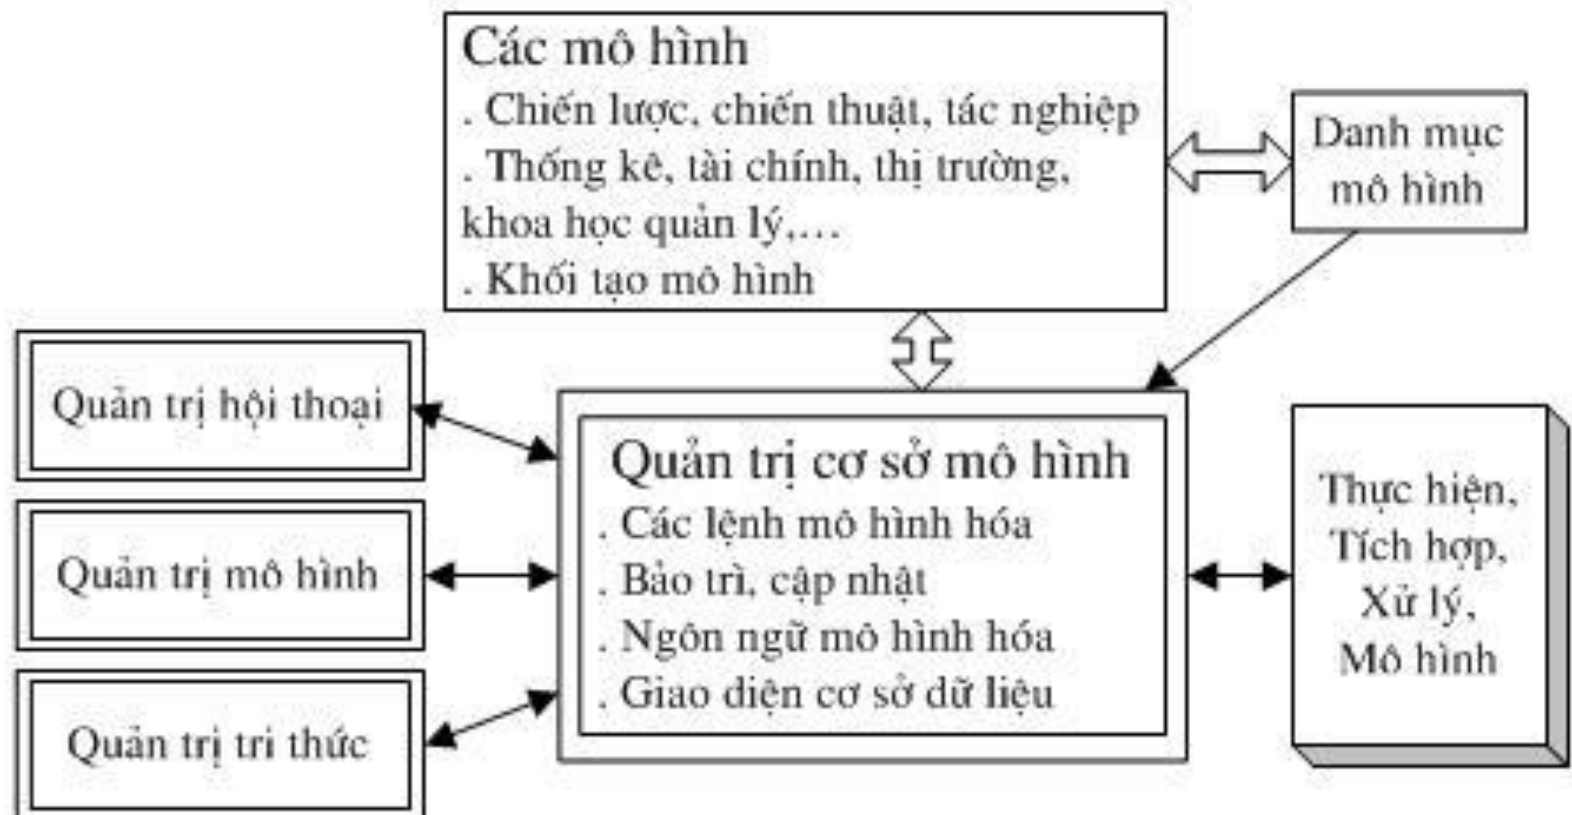 Các mô hình
. Chiến lược, chiến thuật, tác nghiệp
. Thống kê, tài chính, thị trường,
khoa học quản lý,...
. Khối tạo mô hình
Danh mục
mô hình
Quản trị hội thoại
Quản trị mô hình
Quản trị tri thức
Quản trị cơ sở mô hình
. Các lệnh mô hình hóa
. Bảo trì, cập nhật
. Ngôn ngữ mô hình hóa
. Giao diện cơ sở dữ liệu
Thực hiện,
Tích hợp,
Xử lý,
Mô hình